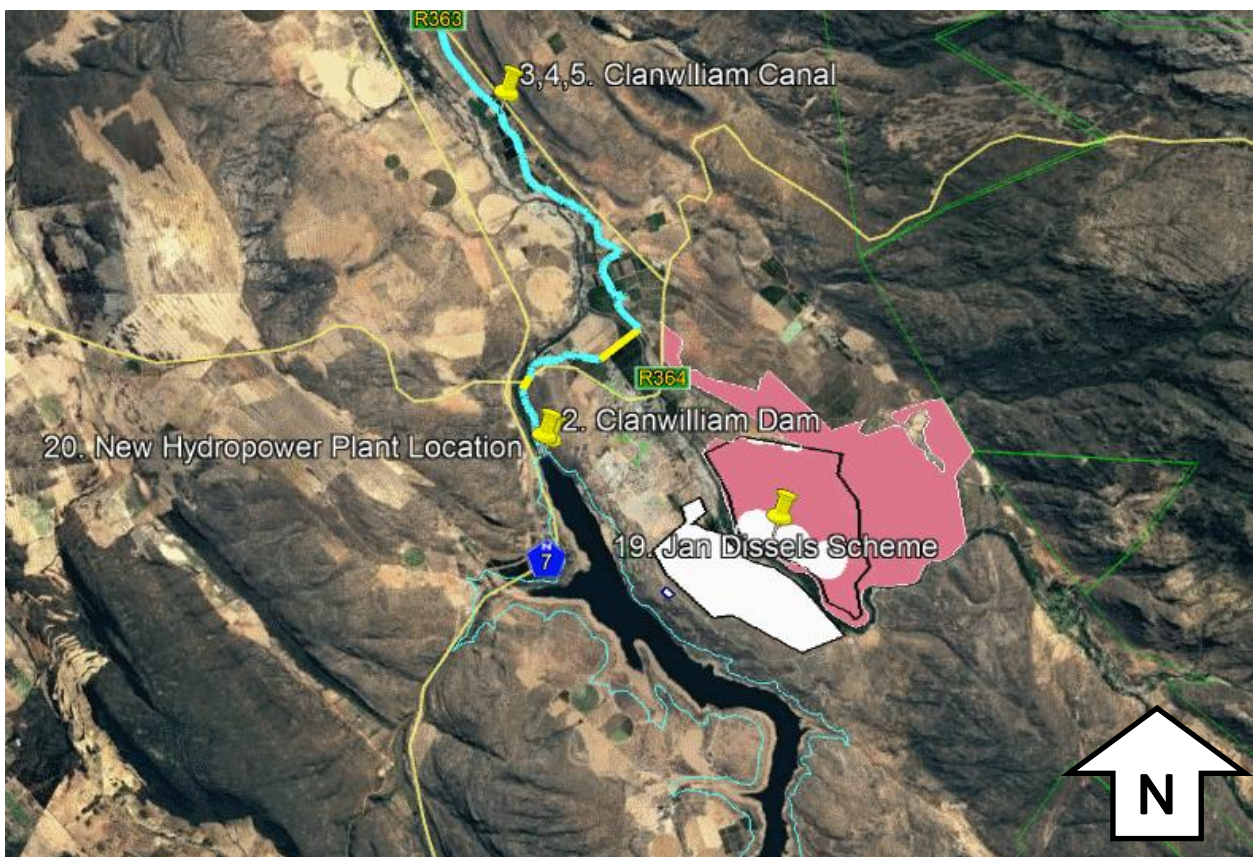 R363
3,4,5. Clanwlliam Canal
R364
2. Clanwilliam Dam
20. New Hydropower Plant Location
19. Jan Dissels Scheme
N
7
N